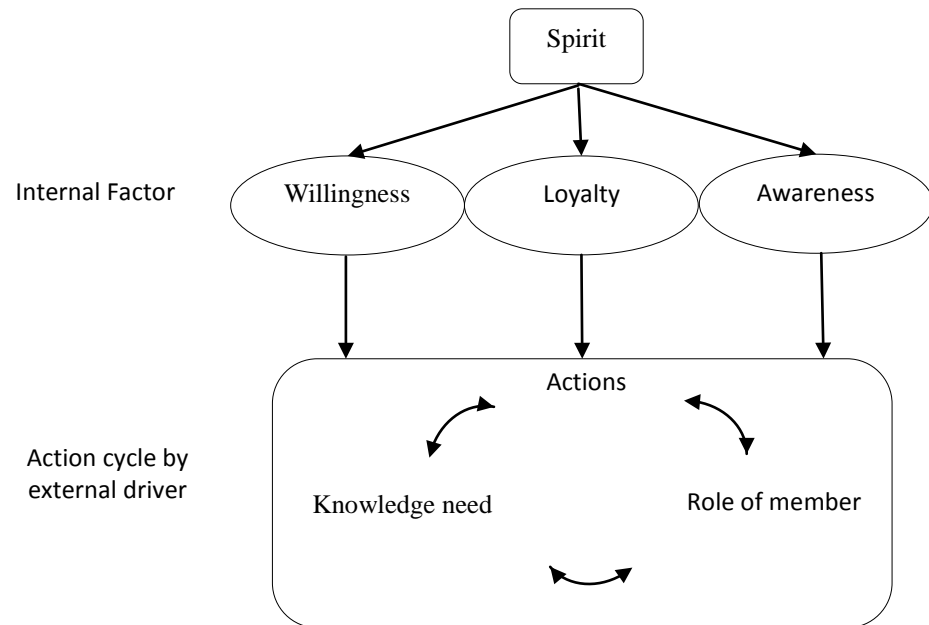 Spirit
Internal Factor
Willingness
Loyalty
Awareness
Actions
Action cycle by
external driver
Knowledge need
Role of member